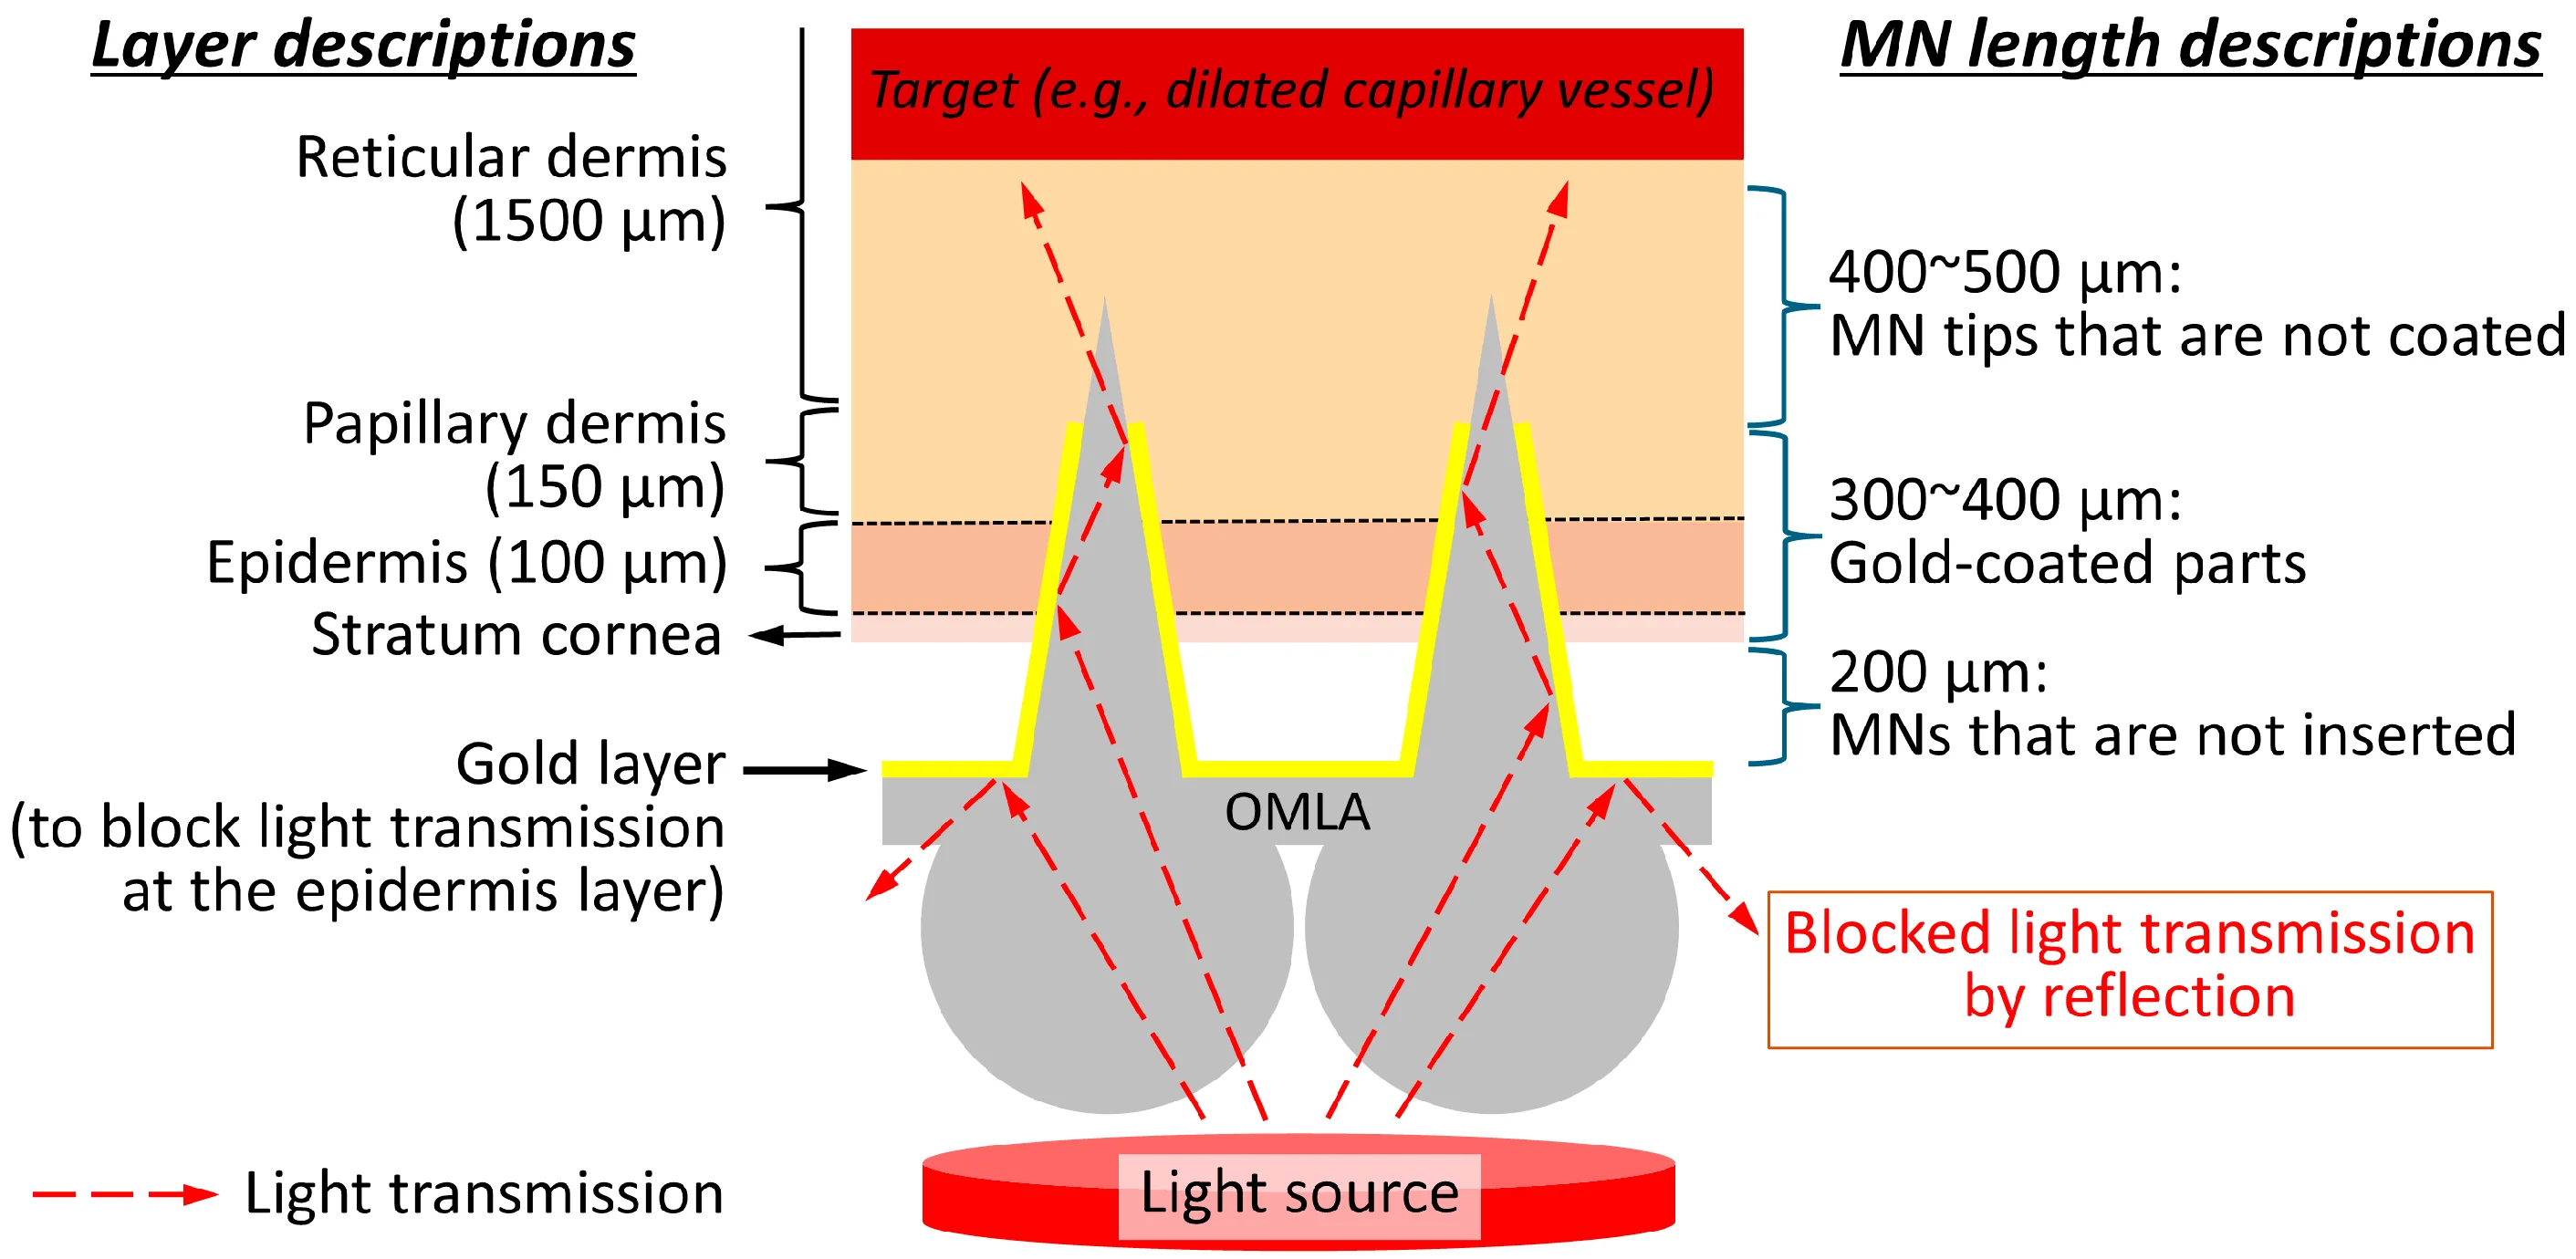 Layer descriptions
Reticular dermis
(1500 µm)
Papillary dermis
(150 µm)
Epidermis (100 µm)
Stratum cornea
Gold layer
(to block light transmission
at the epidermis layer)
Light transmission
Target (e.g., dilated capillary vessel)
OMLA
Light source
MN length descriptions
400~500 µm:
MN tips that are not coated
300~400 µm:
Gold-coated parts
200 µm:
MNs that are not inserted
Blocked light transmission
by reflection